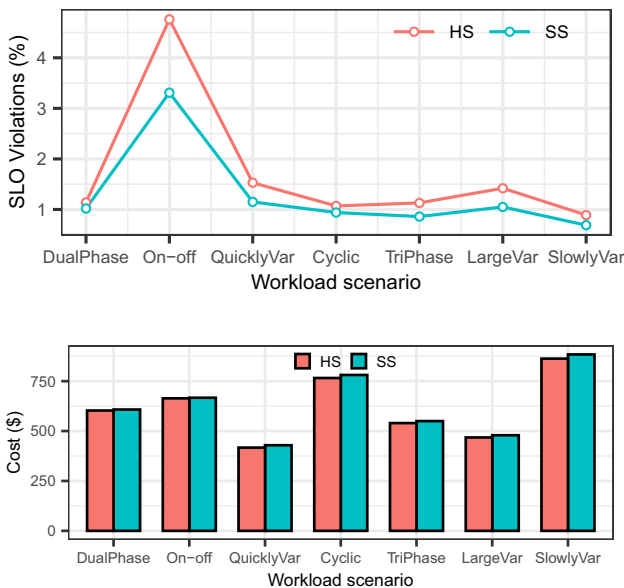 HS SS
SLO Violations (%)
4
3
2
1
DualPhase On−off QuicklyVar Cyclic TriPhase LargeVar SlowlyVar
Workload scenario
HS SS
Cost ($)
750
500
250
0
DualPhase On−off QuicklyVar Cyclic TriPhase LargeVar SlowlyVar
Workload scenario